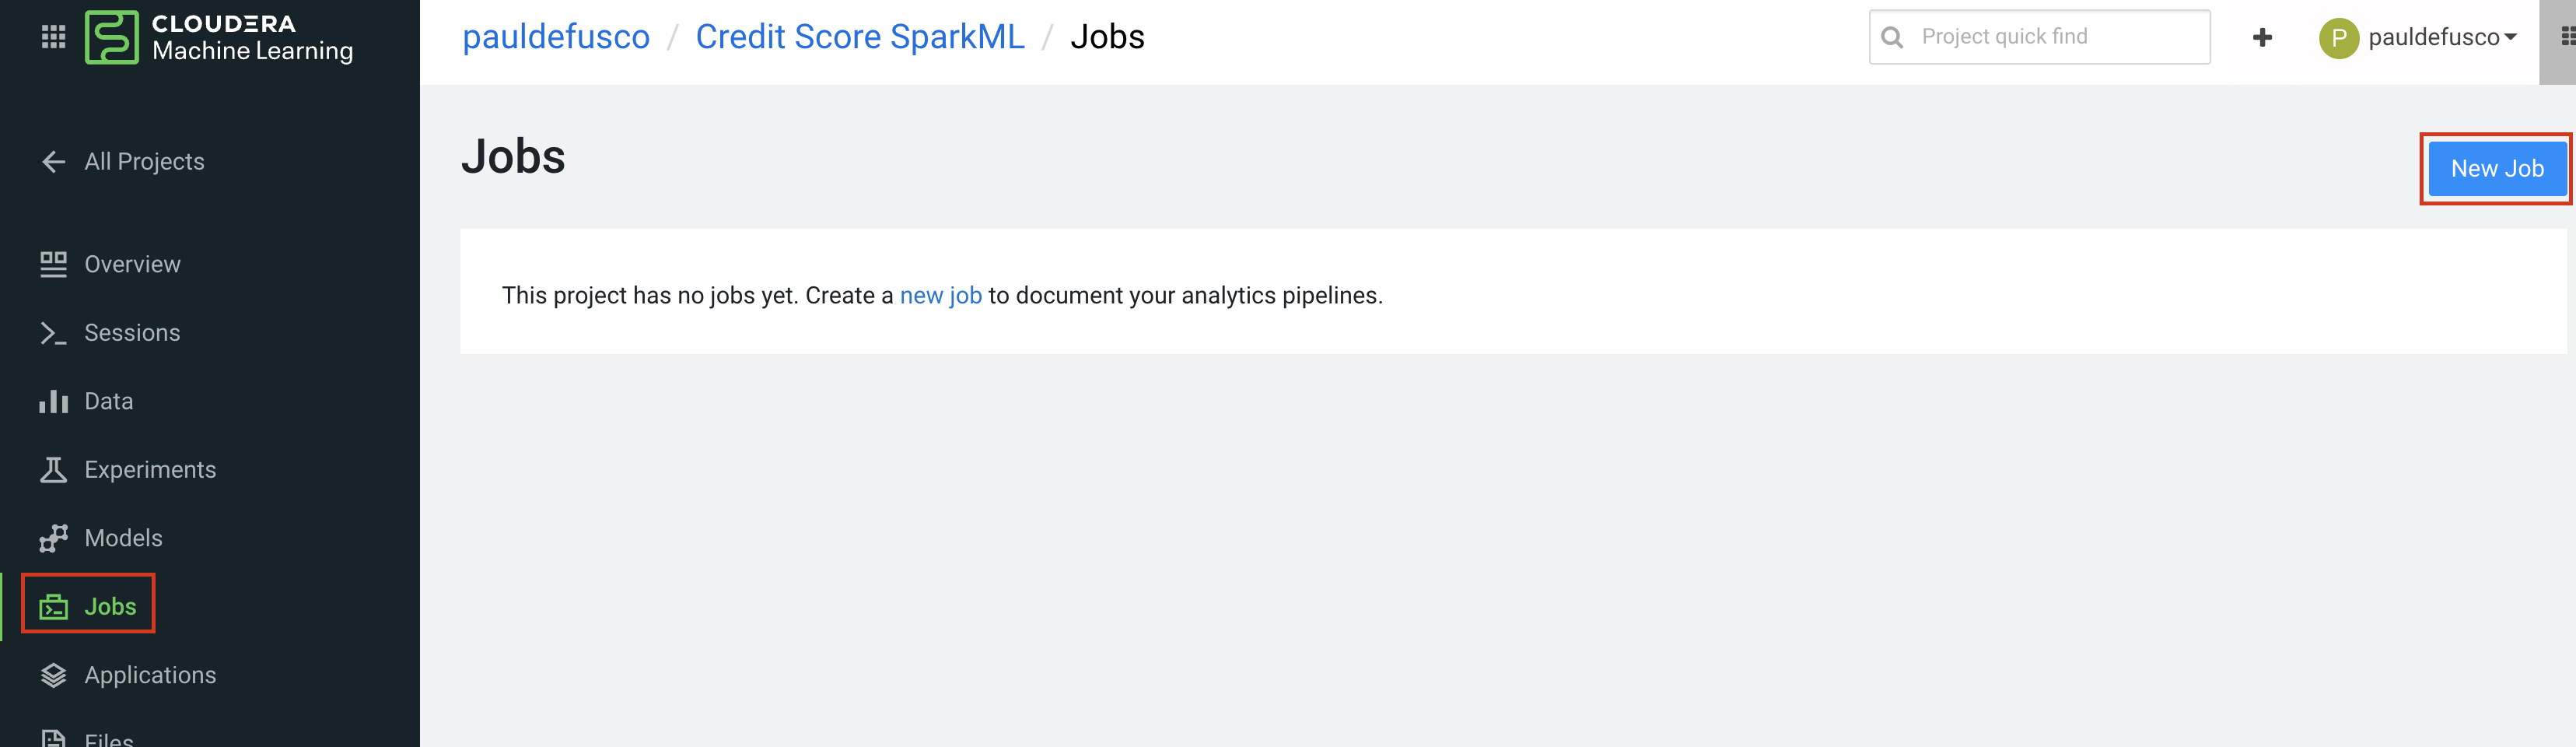 CLOUDERA
Machine Learning
pauldefusco / Credit Score SparkML / Jobs
Project quick find
P pauldefusco
All Projects
Jobs
New Job
This project has no jobs yet. Create a new job to document your analytics pipelines.
Overview
Sessions
Data
Experiments
Models
Jobs
Applications
Files